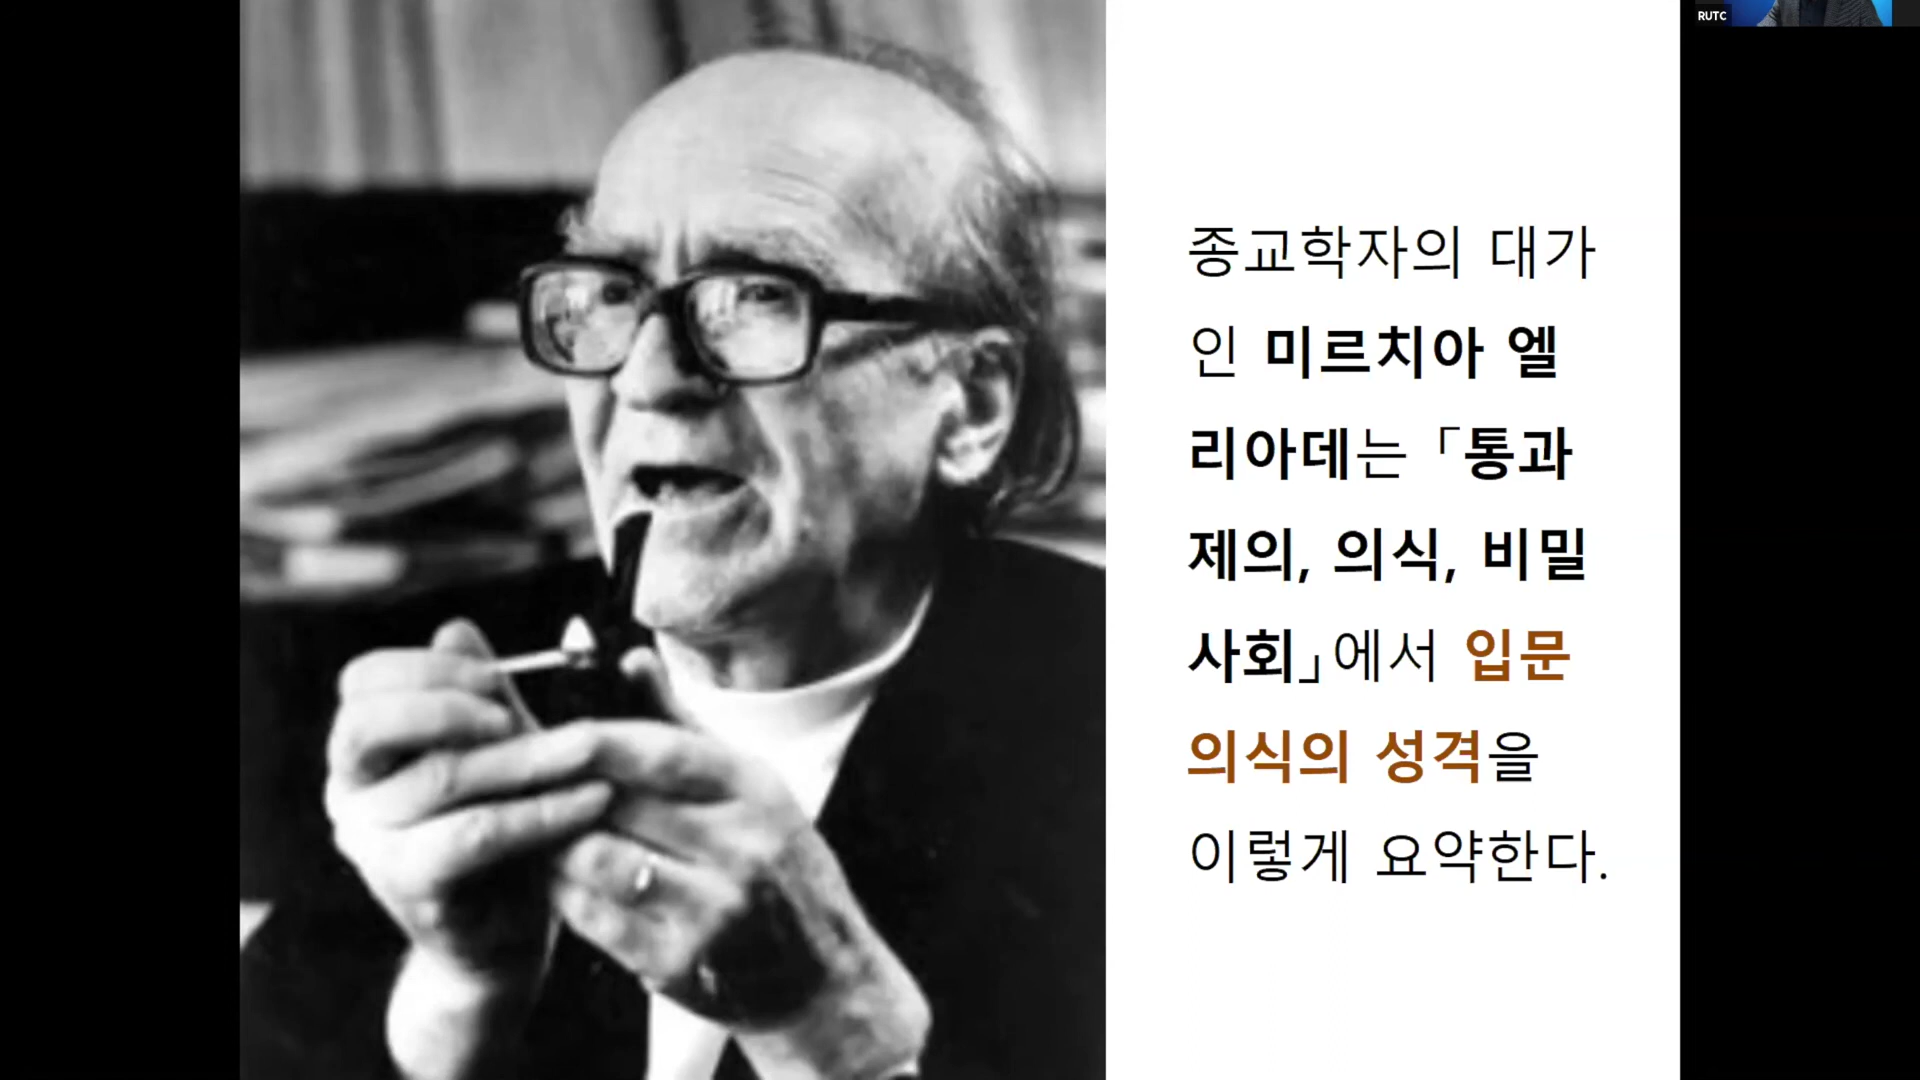 RUTC
종교학자의 대가
인 미르치아 엘
리아데는 「통과
제의, 의식, 비밀
사회」에서 입문
의식의 성격을
이렇게 요약한다.